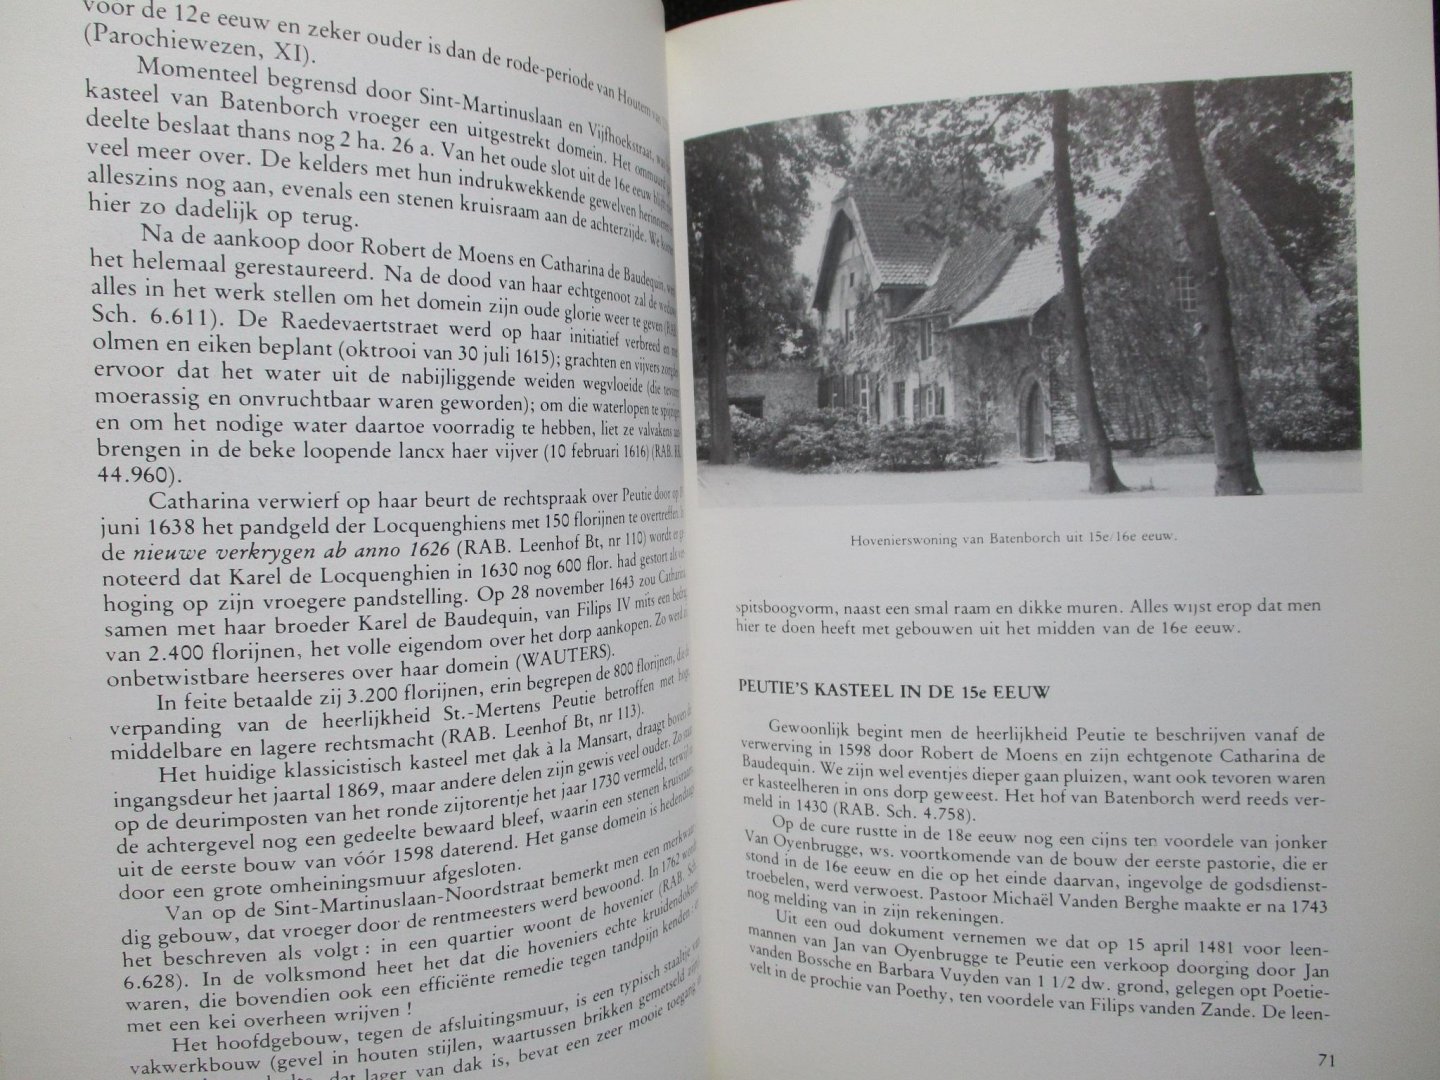 voor de 12e eeuw en zeker ouder is dan de rode-periode van Houtem
(Parochiewezen, XI).
Momenteel begrensd door Sint-Martinuslaan en Vijfhoekstraat, was
kasteel van Batenborch vroeger een uitgestrekt domein. Het ommuurd
deelte beslaat thans nog 2 ha. 26 a. Van het oude slot uit de 16e eeuw
veel meer over. De kelders met hun indrukwekkende gewelven herinneren
alleszins nog aan, evenals een stenen kruisraam aan de achterzijde. We
hier zo dadelijk op terug.
Na de aankoop door Robert de Moens en Catharina de Baudequin,
het helemaal gerestaureerd. Na de dood van haar echtgenoot zal de
alles in het werk stellen om het domein zijn oude glorie weer te geven
Sch. 6.611). De Raedevaertstraet werd op haar initiatief verbreed en
olmen en eiken beplant (oktrooi van 30 juli 1615); grachten en vijvers
ervoor dat het water uit de nabijliggende weiden wegvloeide (die
moerassig en onvruchtbaar waren geworden); om die waterlopen te
en om het nodige water daartoe voorradig te hebben, liet ze valvakens
brengen in de beke loopende lancx haer vijver (10 februari 1616) (RAB.
44.960).
Catharina verwierf op haar beurt de rechtspraak over Peutie door op
juni 1638 het pandgeld der Locquenghiens met 150 florijnen te overtreffen. In
de nieuwe verkrygen ab anno 1626 (RAB. Leenhof Bt, nr 110) wordt er ge-
noteerd dat Karel de Locquenghien in 1630 nog 600 flor. had gestort als ver-
hoging op zijn vroegere pandstelling. Op 28 november 1643 zou Catharina
samen met haar broeder Karel de Baudequin, van Filips IV mits een bedrag
van 2.400 florijnen, het volle eigendom over het dorp aankopen. Zo werd
onbetwistbare heerseres over haar domein (WAUTERS).
In feite betaalde zij 3.200 florijnen, erin begrepen de 800 florijnen, die de
verpanding van de heerlijkheid St.-Mertens Peutie betroffen met hoge,
middelbare en lagere rechtsmacht (RAB. Leenhof Bt, nr 113).
Het huidige klassicistisch kasteel met dak à la Mansart, draagt boven de
ingangsdeur het jaartal 1869, maar andere delen zijn gewis veel ouder. Zo staat
op de deurimposten van het ronde zijtorentje het jaar 1730 vermeld, terwijl
de achtergevel nog een gedeelte bewaard bleef, waarin een stenen kruisraam
uit de eerste bouw van vóór 1598 daterend. Het ganse domein is hedendaags
door een grote omheiningsmuur afgesloten.
Van op de Sint-Martinuslaan-Noordstraat bemerkt men een merkwaar-
dig gebouw, dat vroeger door de rentmeesters werd bewoond. In 1762 wordt
het beschreven als volgt : in een quartier woont de hovenier (RAB. Sch.
6.628). In de volksmond heet het dat die hoveniers echte kruidendokters
waren, die bovendien ook een efficiënte remedie tegen tandpijn kenden :
met een kei overheen wrijven !
Het hoofdgebouw, tegen de afsluitingsmuur, is een typisch staaltje van
vakwerkbouw (gevel in houten stijlen, waartussen brikken gemetseld zijn).
dat lager van dak is, bevat een zeer mooie toegang
Hovenierswoning van Batenborch uit 15e/16e eeuw.
spitsboogvorm, naast een smal raam en dikke muren. Alles wijst erop dat men
hier te doen heeft met gebouwen uit het midden van de 16e eeuw.
PEUTIE'S KASTEEL IN DE 15e EEUW
Gewoonlijk begint men de heerlijkheid Peutie te beschrijven vanaf de
verwerving in 1598 door Robert de Moens en zijn echtgenote Catharina de
Baudequin. We zijn wel eventjes dieper gaan pluizen, want ook tevoren waren
er kasteelheren in ons dorp geweest. Het hof van Batenborch werd reeds ver-
meld in 1430 (RAB. Sch. 4.758).
Op de cure rustte in de 18e eeuw nog een cijns ten voordele van jonker
Van Oyenbrugge, ws. voortkomende van de bouw der eerste pastorie, die er
stond in de 16e eeuw en die op het einde daarvan, ingevolge de godsdienst-
troebelen, werd verwoest. Pastoor Michaël Vanden Berghe maakte er na 1743
nog melding van in zijn rekeningen.
Uit een oud dokument vernemen we dat op 15 april 1481 voor leen-
mannen van Jan van Oyenbrugge te Peutie een verkoop doorging door Jan
vanden Bossche en Barbara Vuyden van 1 1/2 dw. grond, gelegen opt Poetie-
velt in de prochie van Poethy, ten voordele van Filips vanden Zande. De leen-
71